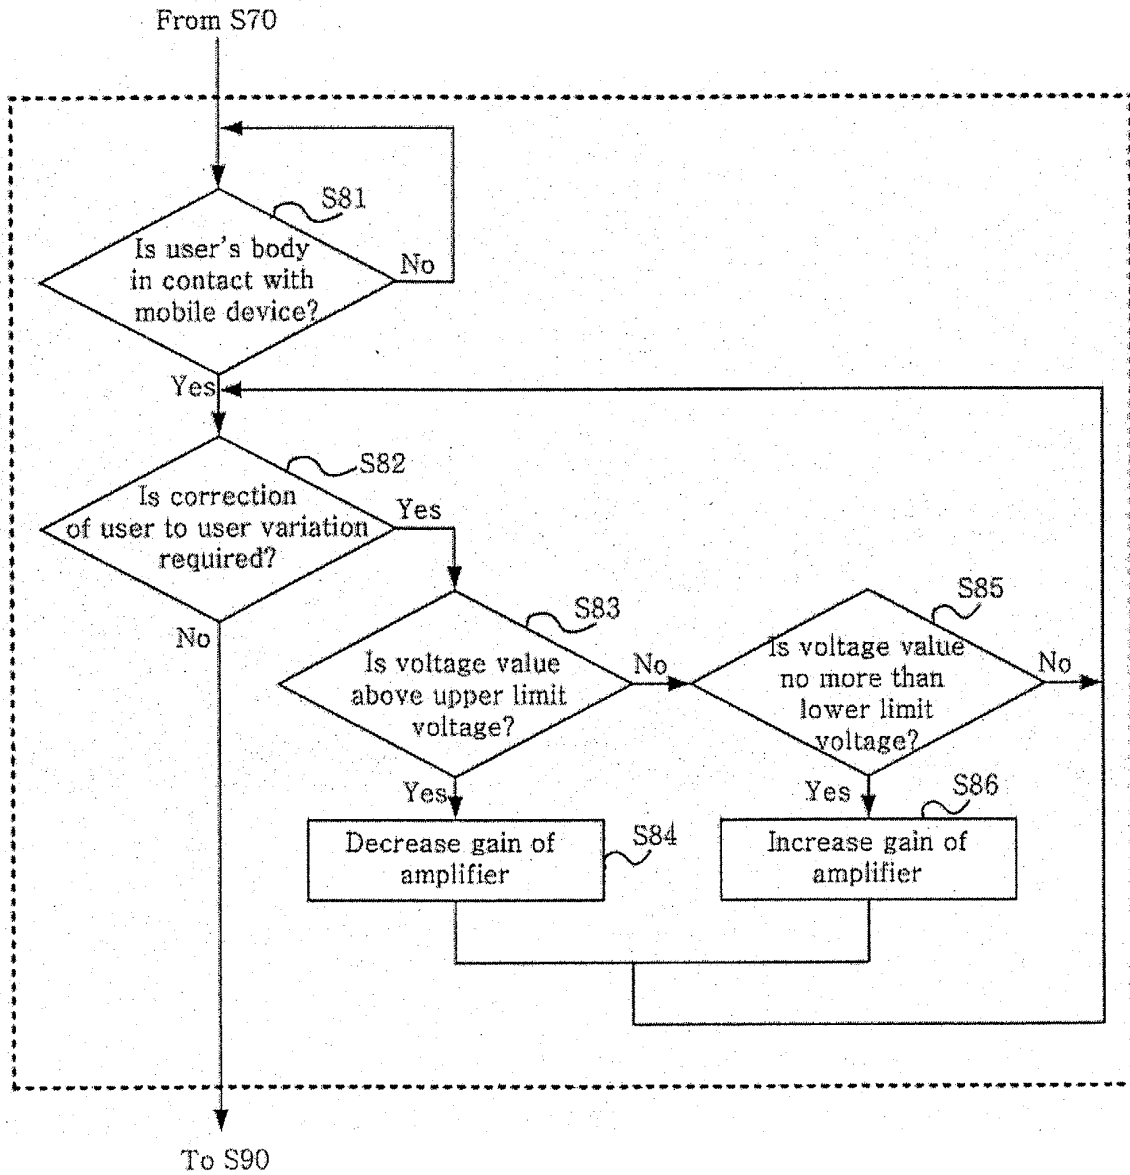 From S70
S81
Is user's body
in contact with
mobile device?
No
Yes
S82
Is correction
of user to user variation
required?
Yes
No
S83
Is voltage value
above upper limit
voltage?
No
S85
Is voltage value
no more than
lower limit
voltage?
No
Yes
S84
Decrease gain of
amplifier
Yes
S86
Increase gain of
amplifier
To S90